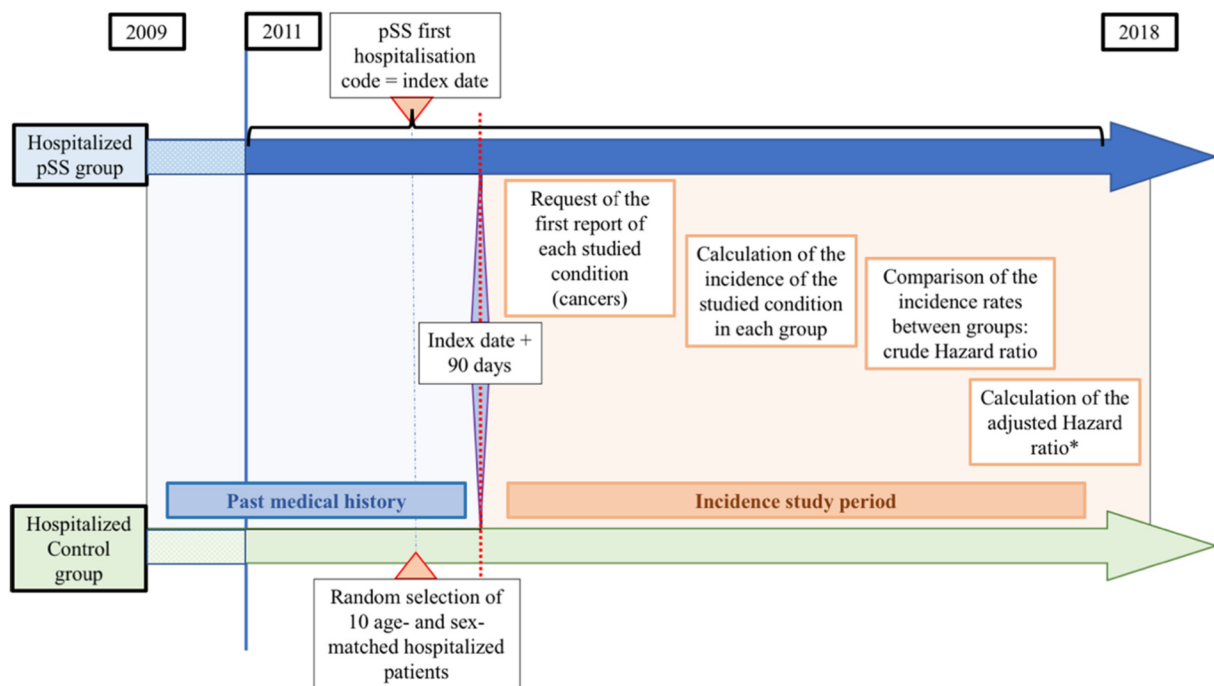 2009
2011
pSS first
hospitalisation
code = index date
2018
Hospitalized
pSS group
Request of the
first report of
each studied
condition
(cancers)
Calculation of the
incidence of the
studied condition
in each group
Comparison of the
incidence rates
between groups:
crude Hazard ratio
Index date +
90 days
Calculation of the
adjusted Hazard
ratio*
Past medical history
Incidence study period
Hospitalized
Control
group
Random selection of
10 age- and sex-
matched hospitalized
patients